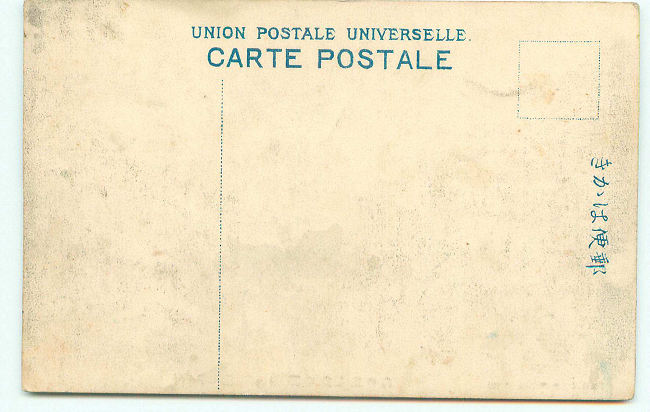 UNION POSTALE UNIVERSELLE.
CARTE POSTALE
郵便はかき